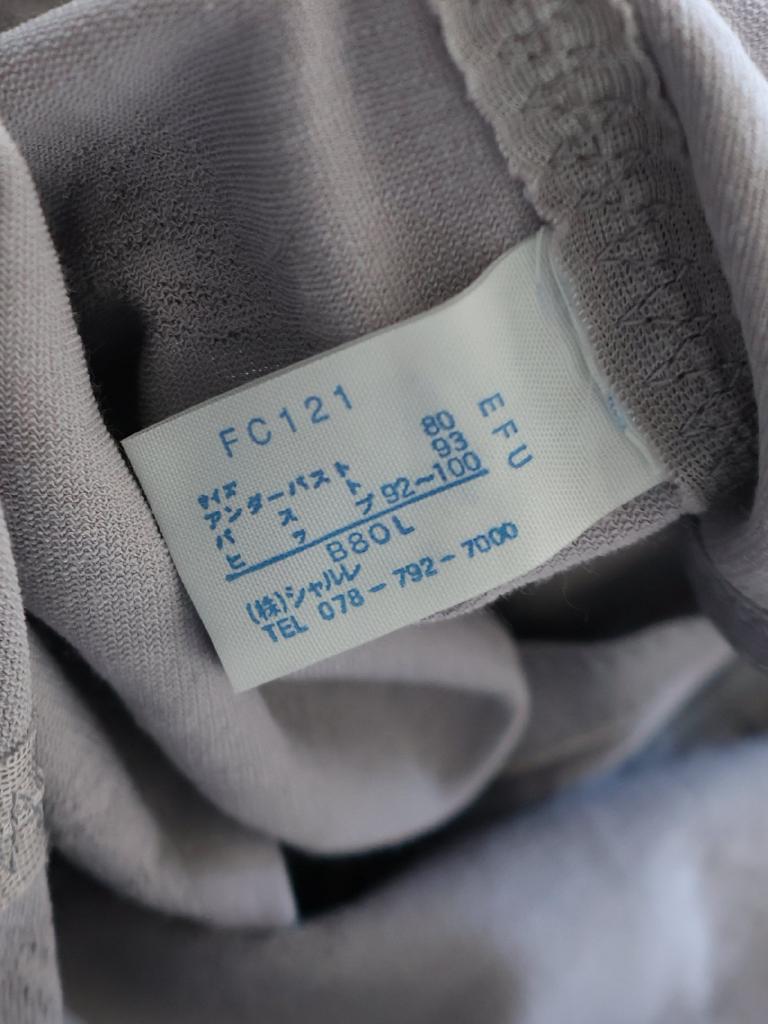 FC121
サイズ
アンダーバスト 80
バスト 93
ヒップ 92~100
B80L
(株)シャルレ
TEL 078-792-7000
EFU